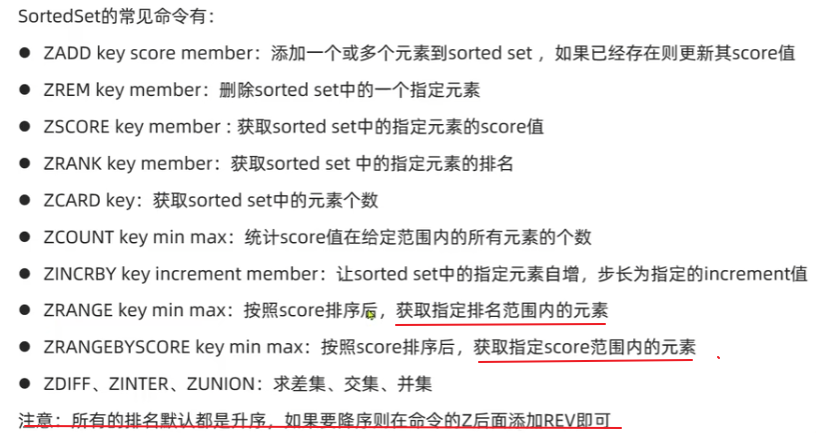 SortedSet的常见命令有：
● ZADD key score member：添加一个或多个元素到sorted set ，如果已经存在则更新其score值
● ZREM key member：删除sorted set中的一个指定元素
● ZSCORE key member : 获取sorted set中的指定元素的score值
● ZRANK key member：获取sorted set 中的指定元素的排名
● ZCARD key：获取sorted set中的元素个数
● ZCOUNT key min max：统计score值在给定范围内的所有元素的个数
● ZINCRBY key increment member：让sorted set中的指定元素自增，步长为指定的increment值
● ZRANGE key min max：按照score排序后，获取指定排名范围内的元素
● ZRANGEBYSCORE key min max：按照score排序后，获取指定score范围内的元素
● ZDIFF、ZINTER、ZUNION：求差集、交集、并集
注意：所有的排名默认都是升序，如果要降序则在命令的Z后面添加REV即可